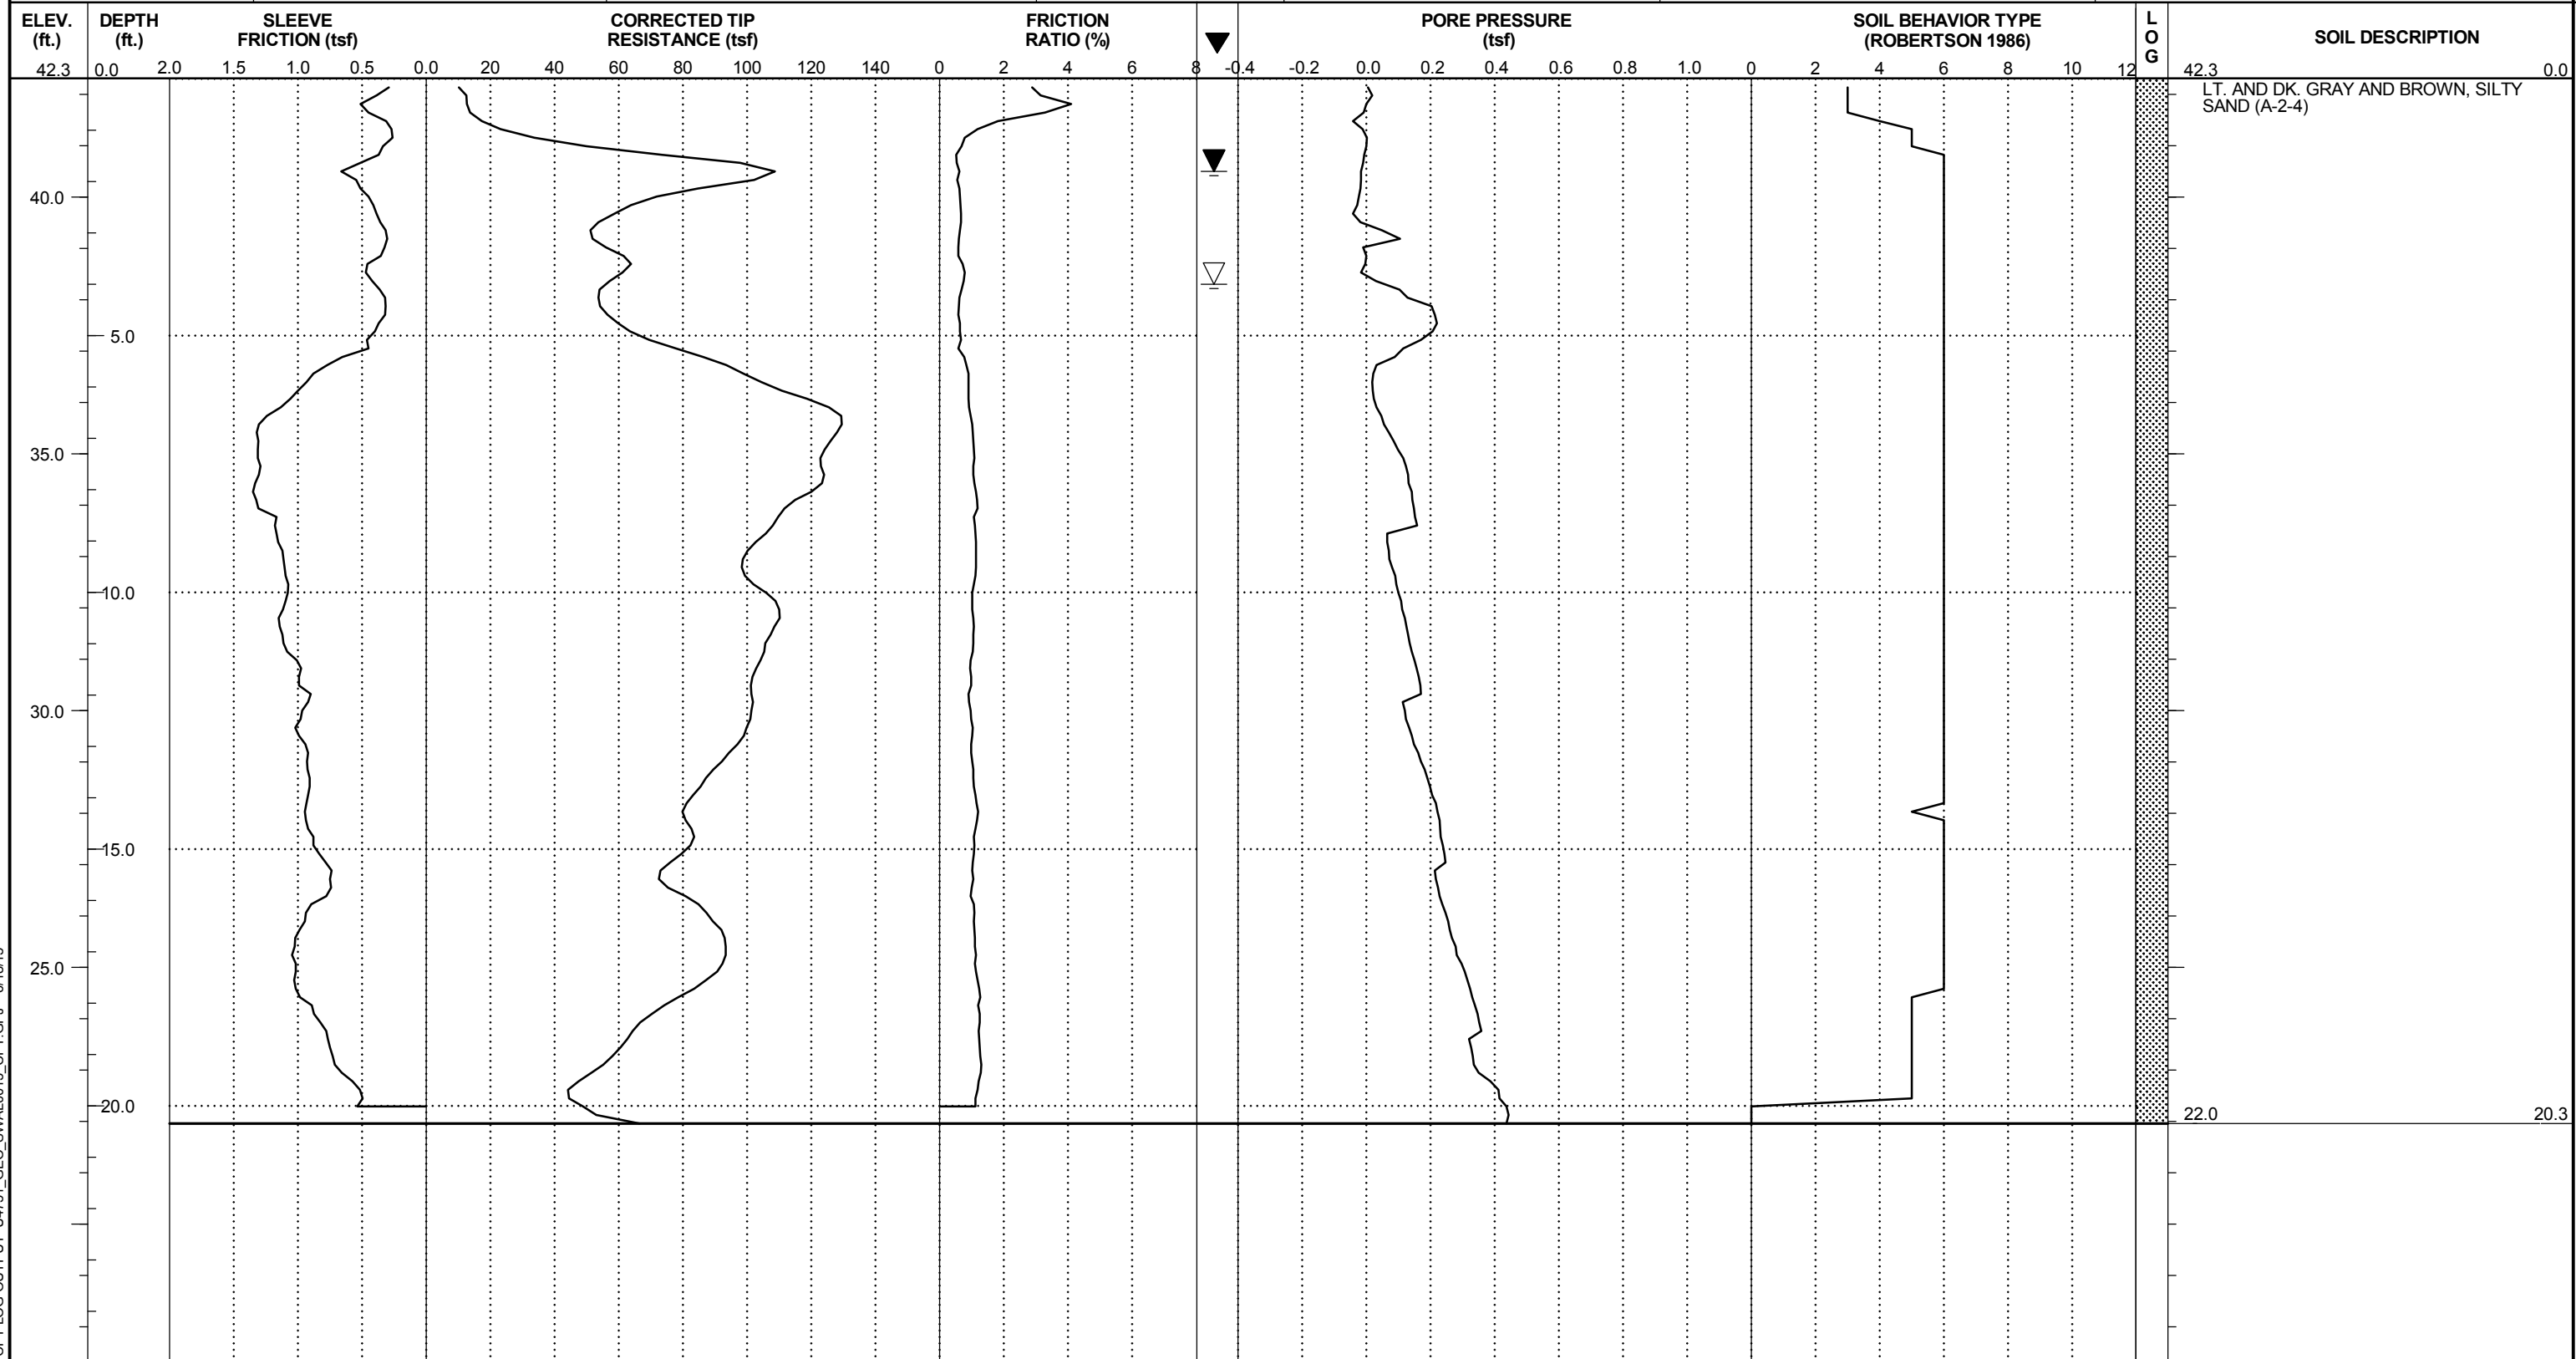 ELEV.
(ft.)
DEPTH
(ft.)
SLEEVE
FRICTION (tsf)
CORRECTED TIP
RESISTANCE (tsf)
FRICTION
RATIO (%)
PORE PRESSURE
(tsf)
SOIL BEHAVIOR TYPE
(ROBERTSON 1986)
L
O
G
SOIL DESCRIPTION
42.3 0.0 2.0 1.5 1.0 0.5 0.0 20 40 60 80 100 120 140 0 2 4 6 8 -0.4 -0.2 0.0 0.2 0.4 0.6 0.8 1.0 0 2 4 6 8 10 12 42.3 0.0
LT. AND DK. GRAY AND BROWN, SILTY
SAND (A-2-4)
40.0
5.0
35.0
10.0
30.0
15.0
25.0
20.0
22.0 20.3